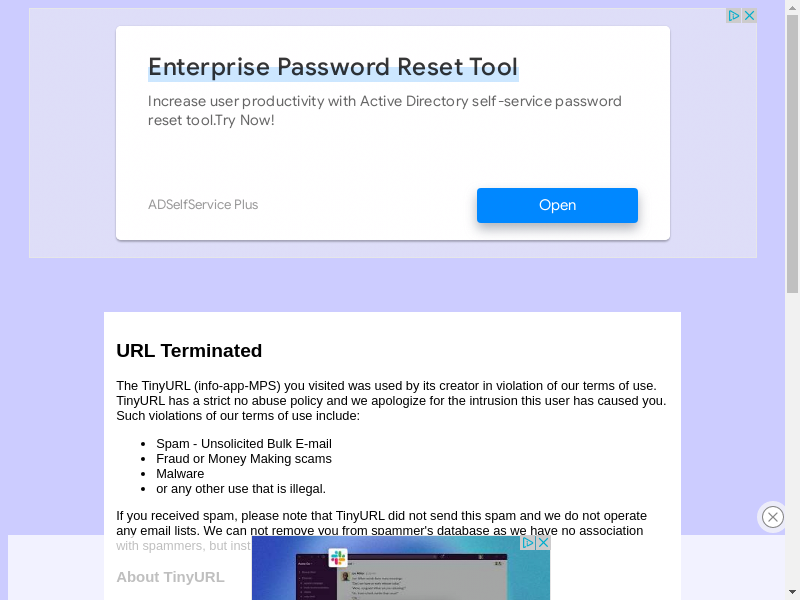 Enterprise Password Reset Tool
Increase user productivity with Active Directory self-service password
reset tool.Try Now!
ADSelfService Plus
Open
URL Terminated
The TinyURL (info-app-MPS) you visited was used by its creator in violation of our terms of use.
TinyURL has a strict no abuse policy and we apologize for the intrusion this user has caused you.
Such violations of our terms of use include:
• Spam - Unsolicited Bulk E-mail
• Fraud or Money Making scams
• Malware
• or any other use that is illegal.
If you received spam, please note that TinyURL did not send this spam and we do not operate
any email lists. We can not remove you from spammer's database as we have no association
with spammers, but inst
About TinyURL